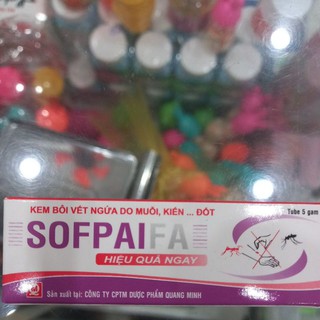 KEM BÔI VẾT NGỨA DO MUỖI, KIẾN ... ĐỐT
Tube 5 gam
SOFPAIFA
HIỆU QUẢ NGAY
Sản xuất tại: CÔNG TY CPTM DƯỢC PHẨM QUANG MINH